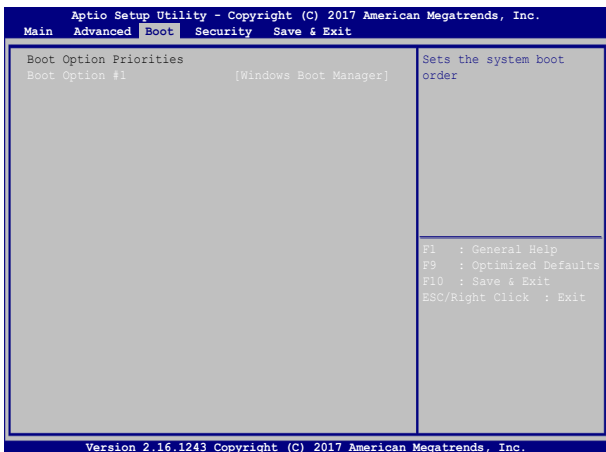 Aptio Setup Utility - Copyright (C) 2017 American Megatrends, Inc.
Main Advanced Boot Security Save & Exit
Boot Option Priorities
Boot Option #1 [Windows Boot Manager]
Sets the system boot
order
F1 : General Help
F9 : Optimized Defaults
F10 : Save & Exit
ESC/Right Click : Exit
Version 2.16.1243 Copyright (C) 2017 American Megatrends, Inc.